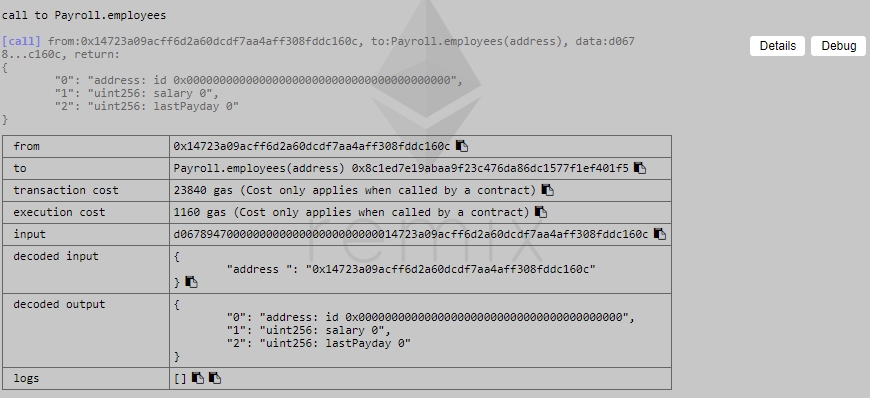 call to Payroll.employees
[call] from:0x14723a09acff6d2a60dcdf7aa4aff308fddc160c, to:Payroll.employees(address), data:d067
8...c160c, return:
{
"0": "address: id 0x0000000000000000000000000000000000000000",
"1": "uint256: salary 0",
"2": "uint256: lastPayday 0"
}
Details
Debug
from 0x14723a09acff6d2a60dcdf7aa4aff308fddc160c
to Payroll.employees(address) 0x8c1ed7e19abaa9f23c476da86dc1577f1ef401f5
transaction cost 23840 gas (Cost only applies when called by a contract)
execution cost 1160 gas (Cost only applies when called by a contract)
input d067894700000000000000000000000014723a09acff6d2a60dcdf7aa4aff308fddc160c
decoded input {
"address ": "0x14723a09acff6d2a60dcdf7aa4aff308fddc160c"
}
decoded output {
"0": "address: id 0x0000000000000000000000000000000000000000",
"1": "uint256: salary 0",
"2": "uint256: lastPayday 0"
}
logs []
remix